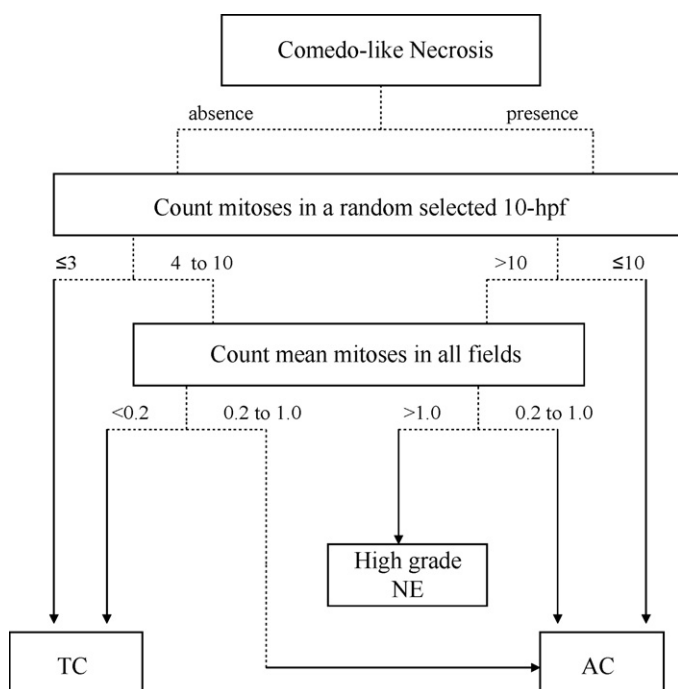 Comedo-like Necrosis
absence presence
Count mitoses in a random selected 10-hpf
≤3 4 to 10 >10 ≤10
Count mean mitoses in all fields
<0.2 0.2 to 1.0 >1.0 0.2 to 1.0
High grade
NE
TC AC